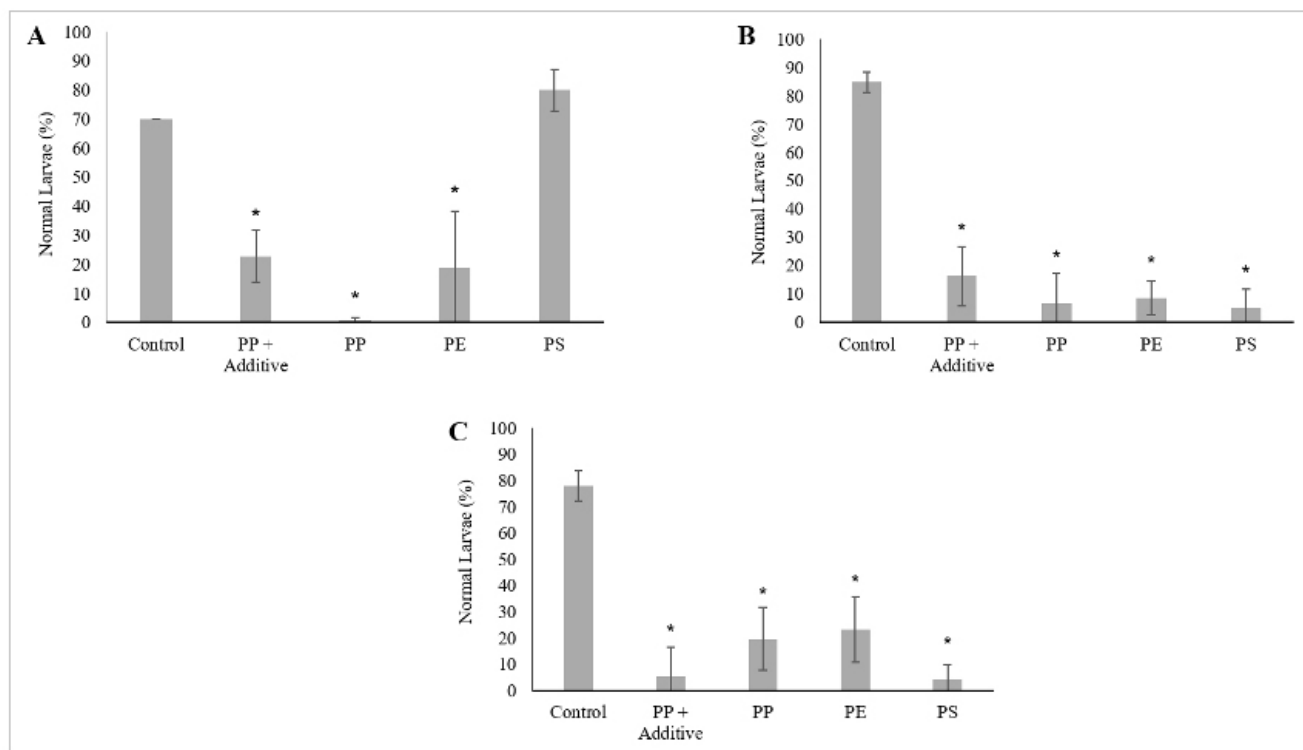 A
Normal Larvae (%)
100
90
80
70
60
50
40
30
20
10
0
*
*
*
Control
PP +
Additive
PP
PE
PS
B
Normal Larvae (%)
100
90
80
70
60
50
40
30
20
10
0
*
*
*
*
Control
PP +
Additive
PP
PE
PS
C
Normal Larvae (%)
100
90
80
70
60
50
40
30
20
10
0
*
*
*
*
Control
PP +
Additive
PP
PE
PS